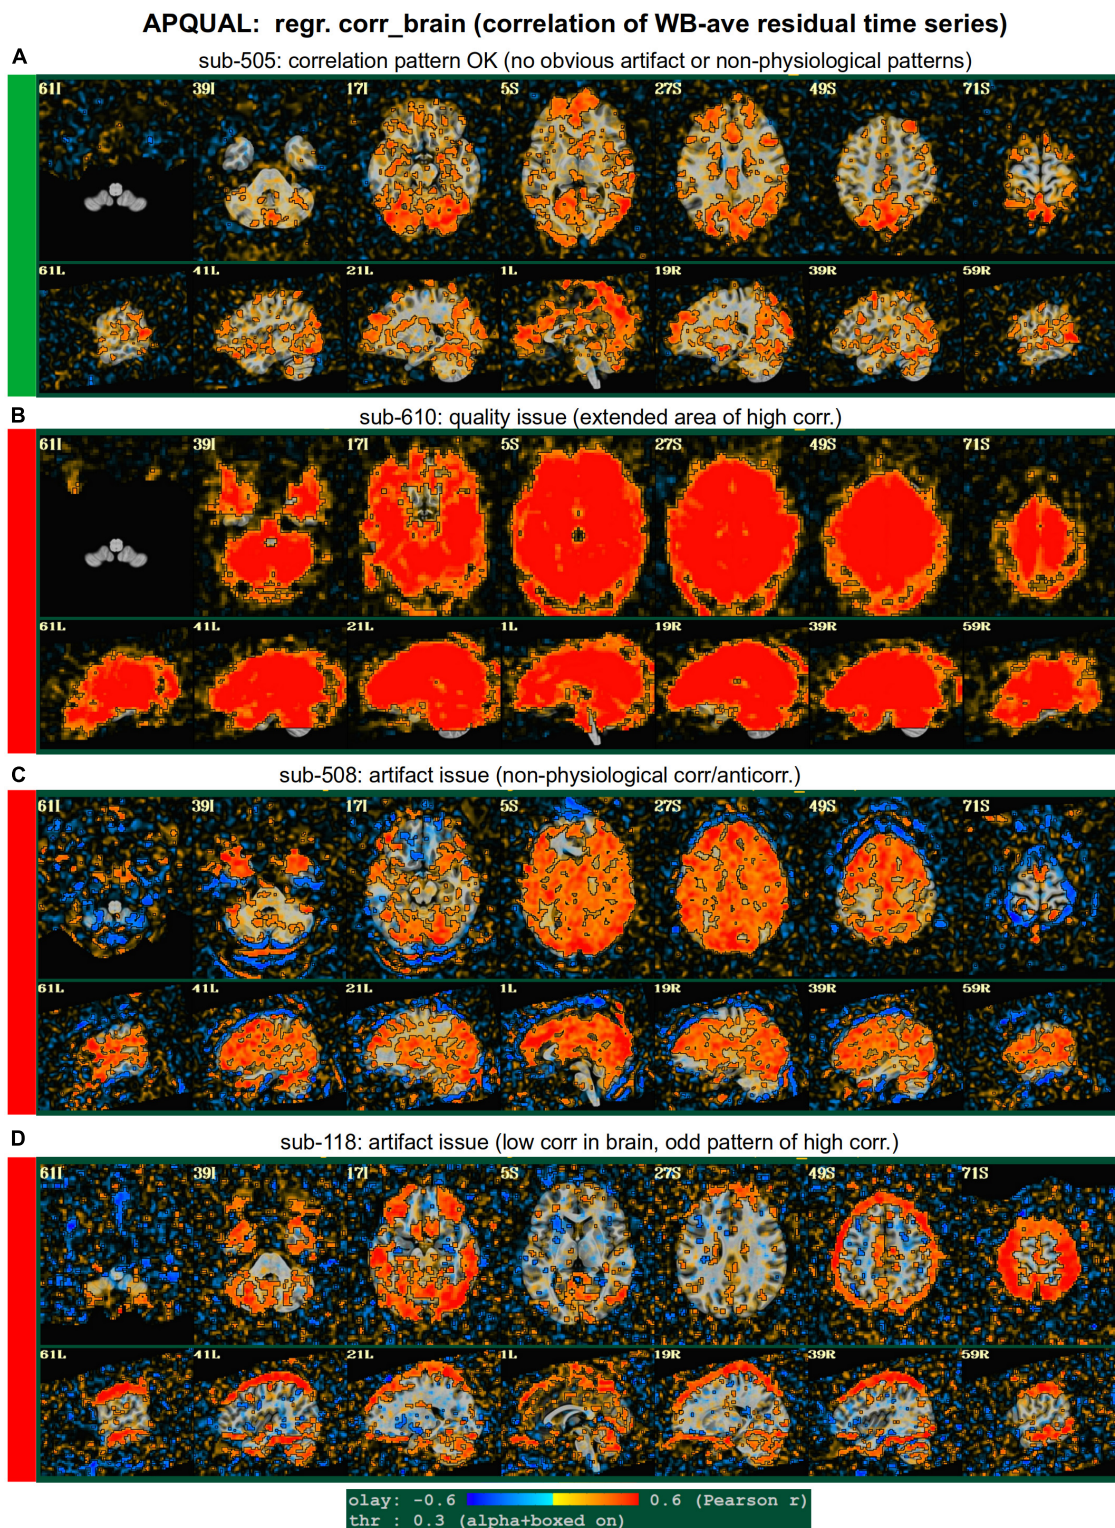 APQUAL: regr. corr_brain (correlation of WB-ave residual time series)
A
sub-505: correlation pattern OK (no obvious artifact or non-physiological patterns)
61I 39I 17I 5S 27S 49S 71S
61L 41L 21L 1L 19R 39R 59R
B
sub-610: quality issue (extended area of high corr.)
61I 39I 17I 5S 27S 49S 71S
61L 41L 21L 1L 19R 39R 59R
C
sub-508: artifact issue (non-physiological corr/anticorr.)
61I 39I 17I 5S 27S 49S 71S
61L 41L 21L 1L 19R 39R 59R
D
sub-118: artifact issue (low corr in brain, odd pattern of high corr.)
61I 39I 17I 5S 27S 49S 71S
61L 41L 21L 1L 19R 39R 59R
olay: -0.6 0.6 (Pearson r)
thr : 0.3 (alpha+boxed on)